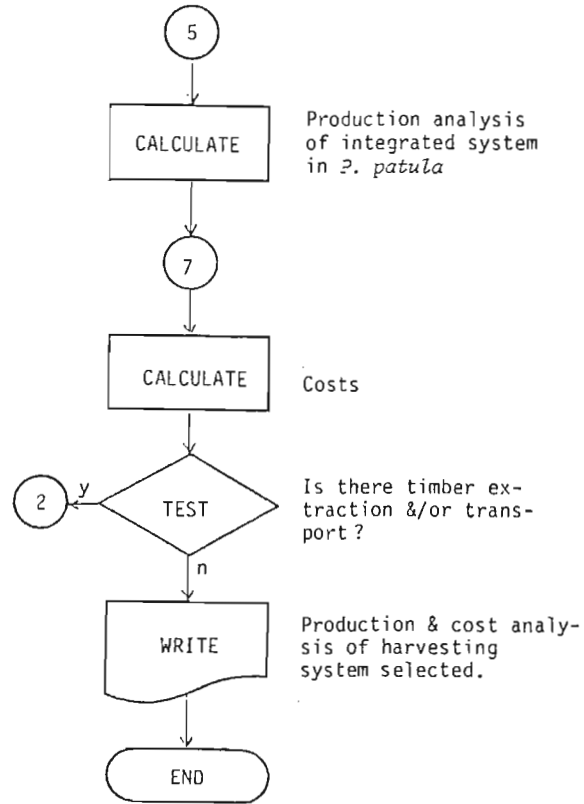 5
CALCULATE
Production analysis
of integrated system
in P. patula
7
CALCULATE
Costs
2
y
TEST
Is there timber ex-
traction &/or trans-
port?
n
WRITE
Production & cost analy-
sis of harvesting
system selected.
END